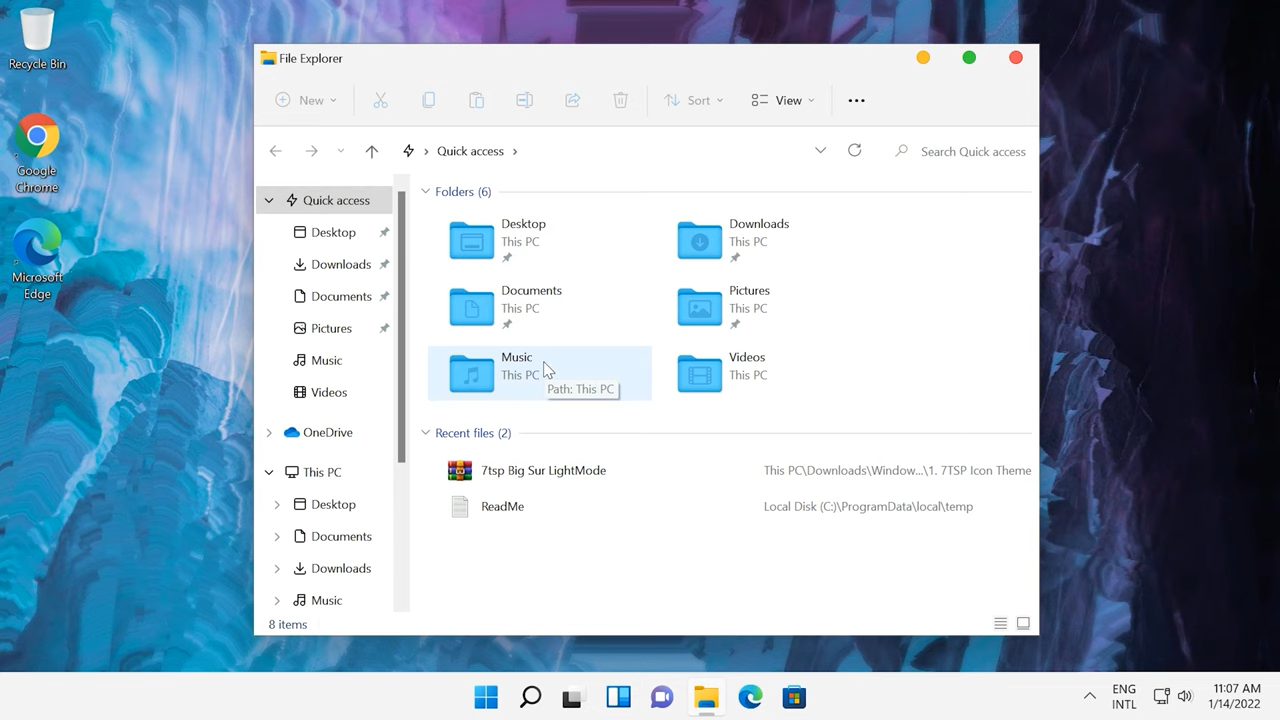 Recycle Bin
Google
Chrome
Microsoft
Edge
File Explorer
New
Sort
View
Quick access
Search Quick access
Quick access
Desktop
Downloads
Documents
Pictures
Music
Videos
OneDrive
This PC
Desktop
Documents
Downloads
Music
Folders (6)
Desktop
This PC
Downloads
This PC
Documents
This PC
Pictures
This PC
Music
This PC
Path: This PC
Videos
This PC
Recent files (2)
7tsp Big Sur LightMode
This PC\Downloads\Window...\1. 7TSP Icon Theme
ReadMe
Local Disk (C:)\ProgramData\local\temp
8 items
ENG
INTL
11:07 AM
1/14/2022